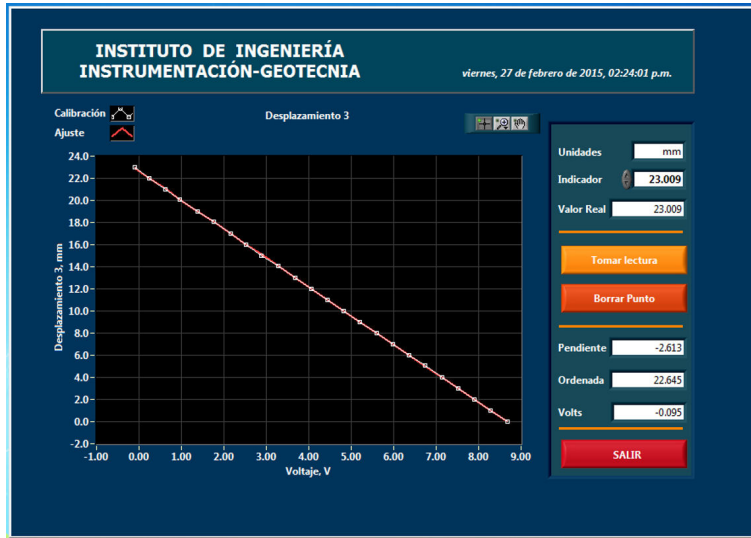 INSTITUTO DE INGENIERÍA
INSTRUMENTACIÓN-GEOTECNIA
viernes, 27 de febrero de 2015, 02:24:01 p.m.
Calibración
Ajuste
Desplazamiento 3
Desplazamiento 3, mm
24.0
22.0
20.0
18.0
16.0
14.0
12.0
10.0
8.0
6.0
4.0
2.0
0.0
-2.0
-1.00 0.00 1.00 2.00 3.00 4.00 5.00 6.00 7.00 8.00 9.00
Voltaje, V
Unidades mm
Indicador 23.009
Valor Real 23.009
Tomar lectura
Borrar Punto
Pendiente -2.613
Ordenada 22.645
Volts -0.095
SALIR